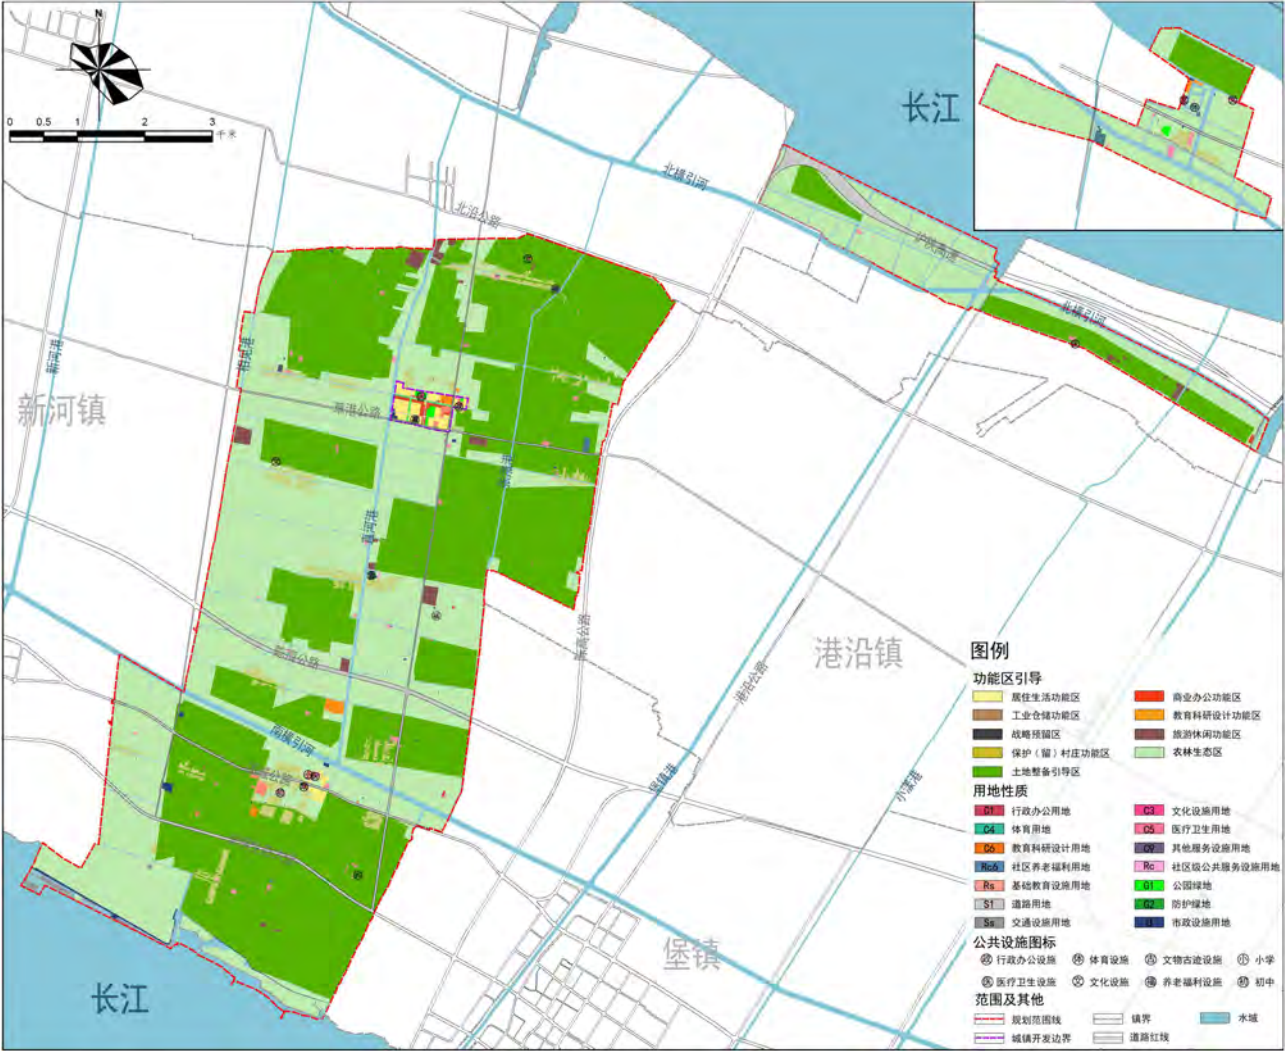 N
0 0.5 1 2 3
千米
长江
北横引河
北沿公路
沪陕高速
北横引河
新河港
相见港
新河镇
草港公路
直河港
港沿镇
陈高公路
港沿公路
南横引河
堡镇港
小漾港
堡镇
长江
图例
功能区引导
居住生活功能区 商业办公功能区
工业仓储功能区 教育科研设计功能区
战略预留区 旅游休闲功能区
保护（留）村庄功能区 农林生态区
土地整备引导区
用地性质
C1 行政办公用地 C3 文化设施用地
C4 体育用地 C5 医疗卫生用地
C6 教育科研设计用地 C9 其他服务设施用地
Rc6 社区养老福利用地 Rc 社区级公共服务设施用地
Rs 基础教育设施用地 G1 公园绿地
S1 道路用地 G2 防护绿地
Ss 交通设施用地 U 市政设施用地
公共设施图标
行政办公设施 体育设施 文物古迹设施 小 小学
医疗卫生设施 文 文化设施 福 养老福利设施 初中
范围及其他
规划范围线 镇界 水域
城镇开发边界 道路红线